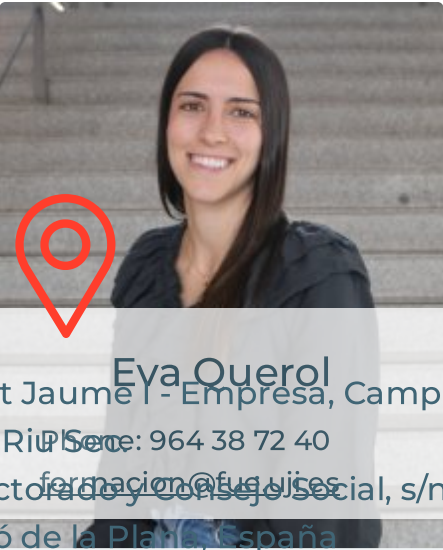 Eva Querol
t Jaume I - Empresa, Camp
Riu Sec.
Phone: 964 38 72 40
formacion@fue.uji.es
ctorado y Consejo Social, s/n
ó de la Plana, España